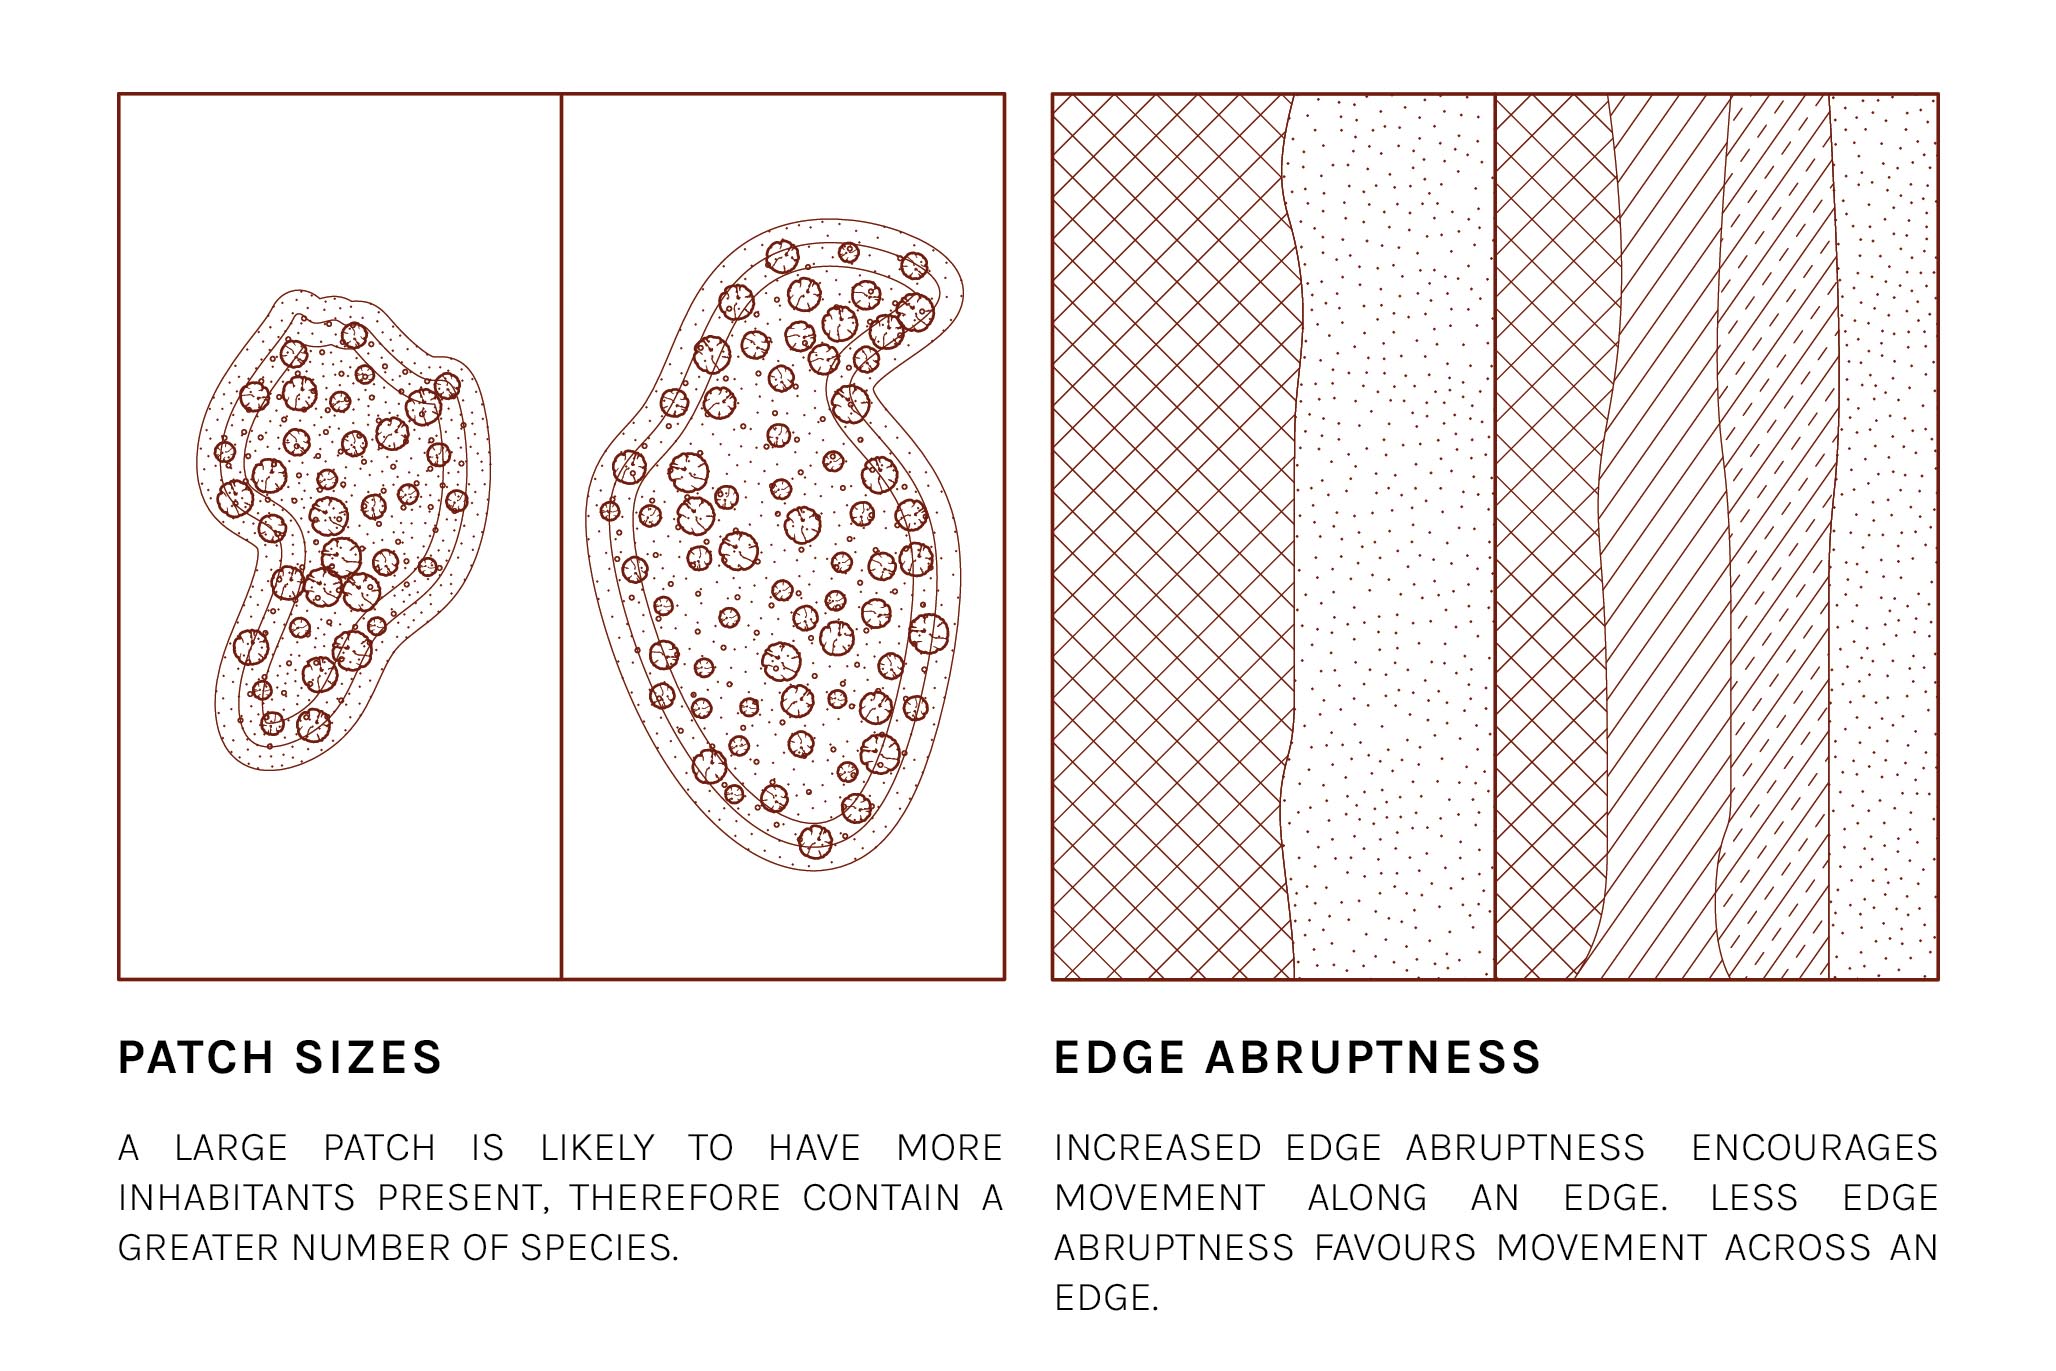 PATCH SIZES
A LARGE PATCH IS LIKELY TO HAVE MORE
INHABITANTS PRESENT, THEREFORE CONTAIN A
GREATER NUMBER OF SPECIES.
EDGE ABRUPTNESS
INCREASED EDGE ABRUPTNESS ENCOURAGES
MOVEMENT ALONG AN EDGE. LESS EDGE
ABRUPTNESS FAVOURS MOVEMENT ACROSS AN
EDGE.